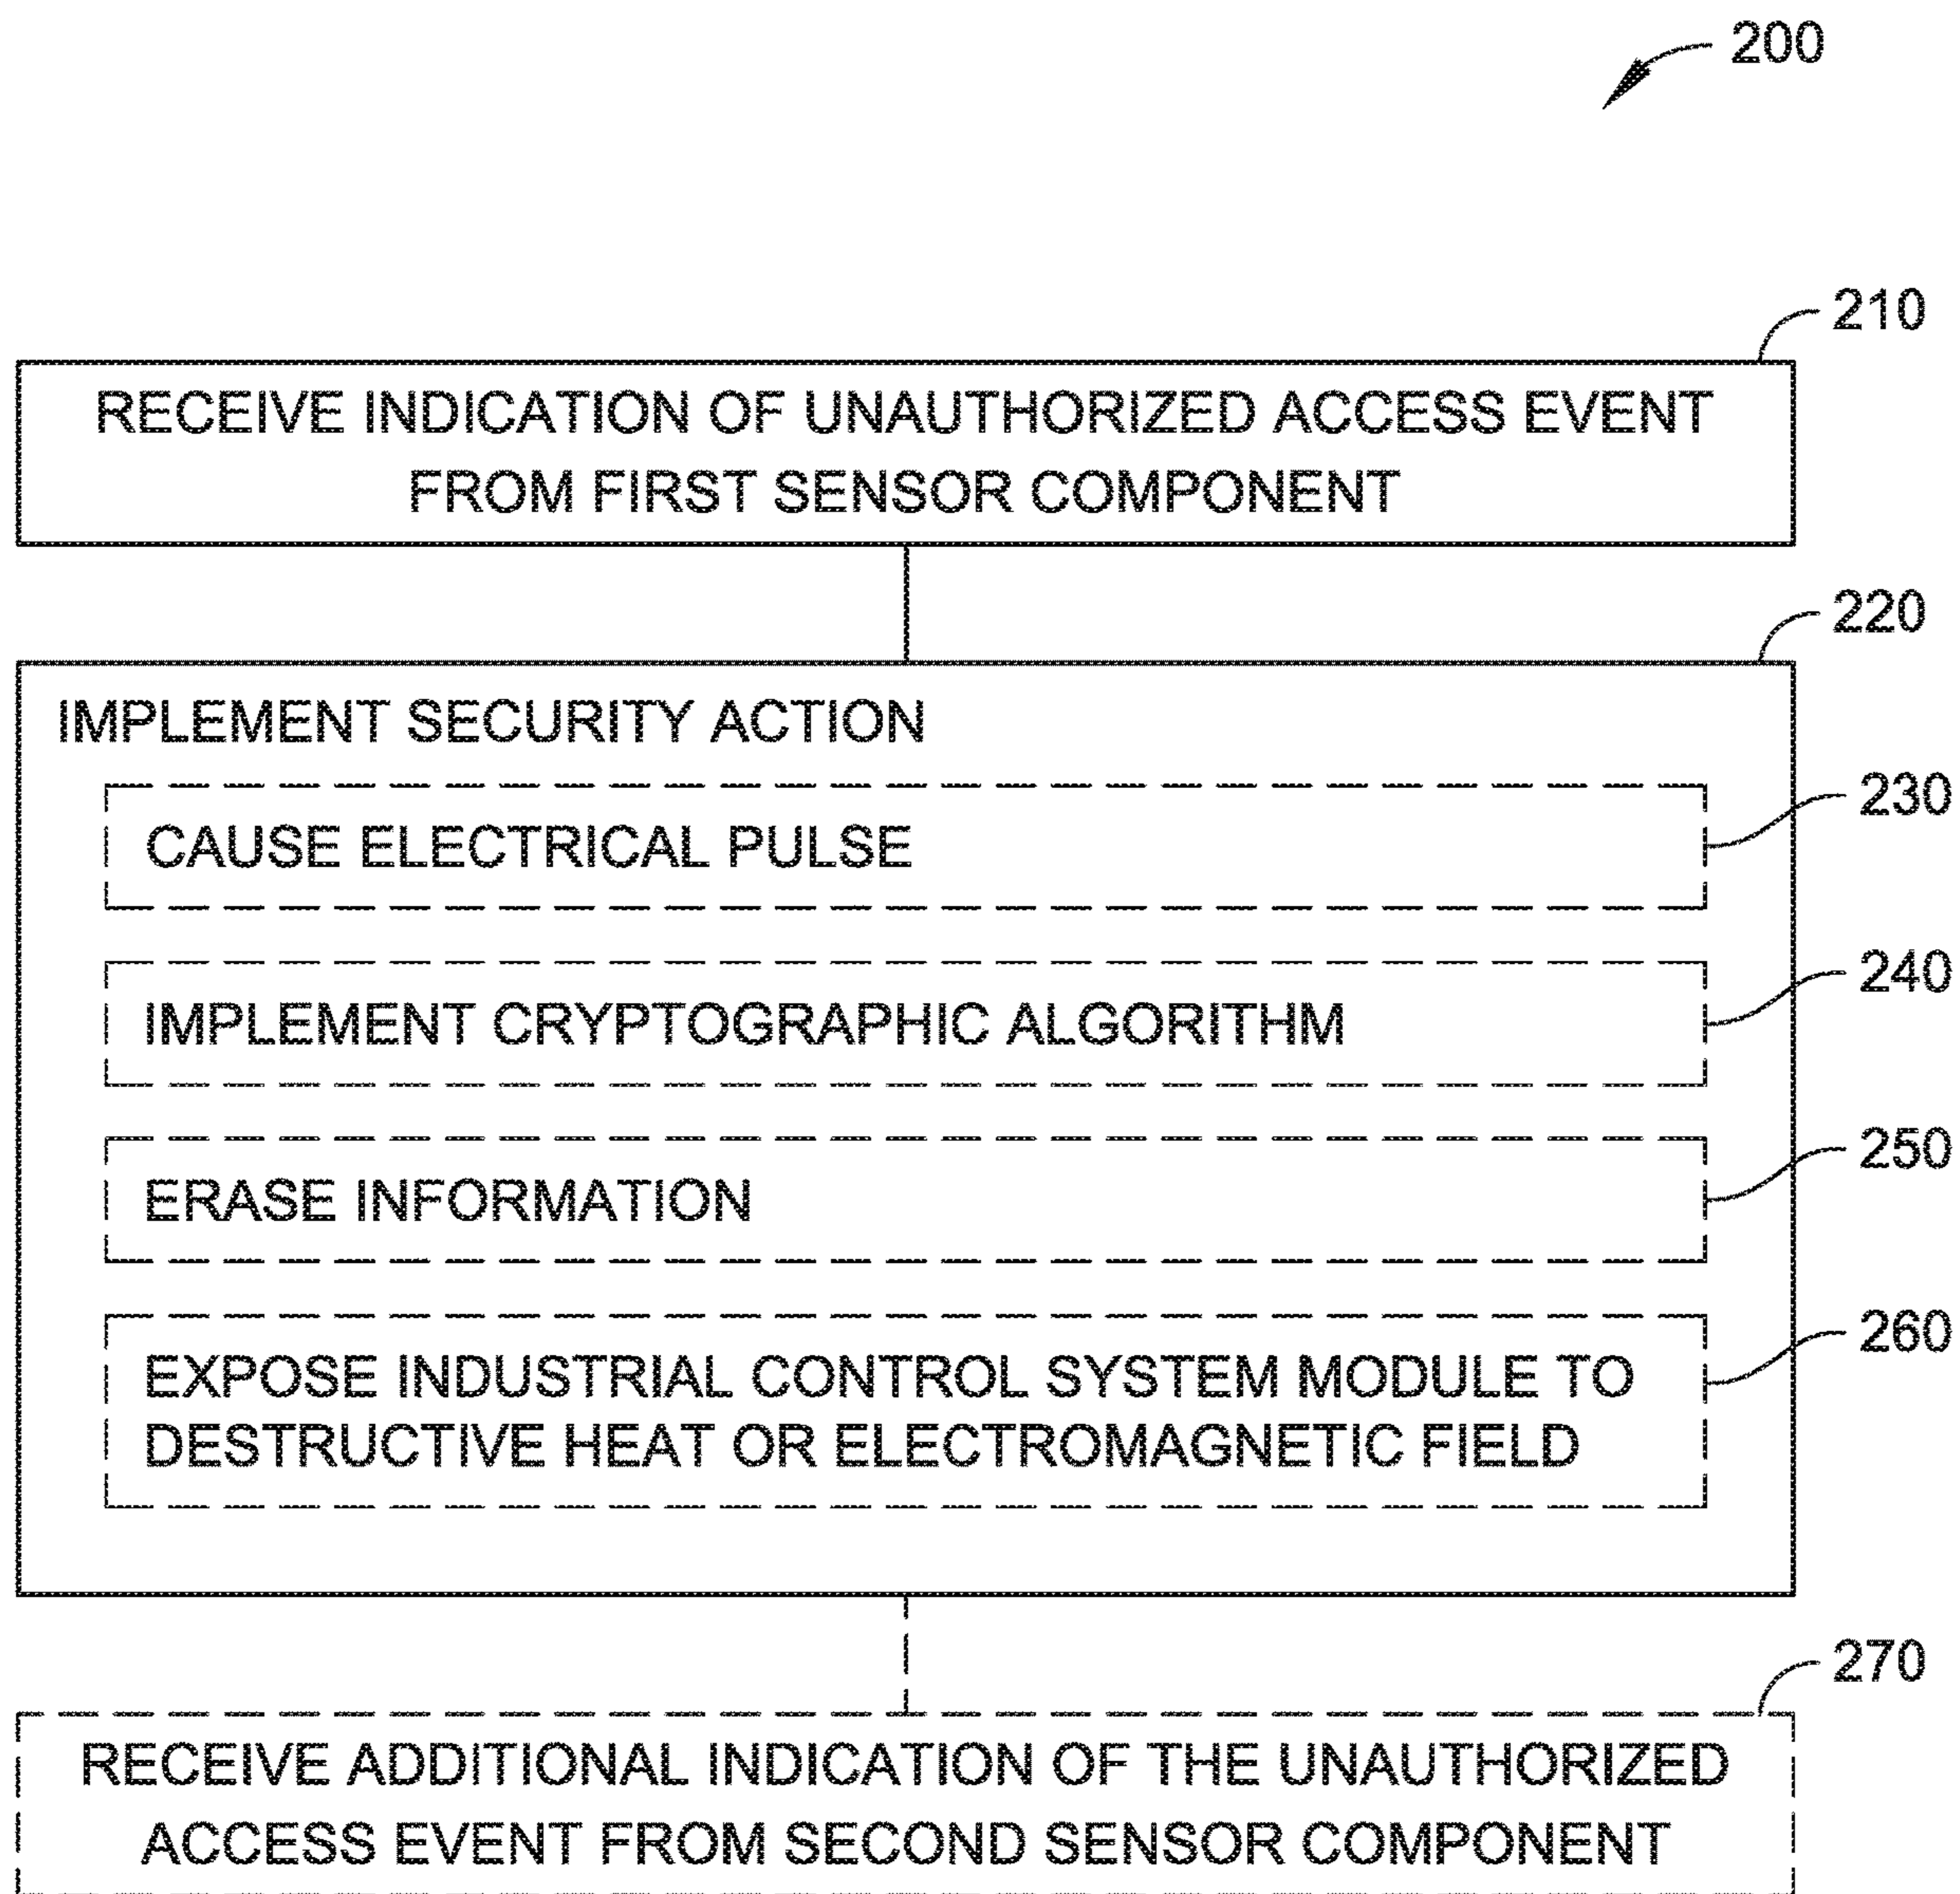 200
210
RECEIVE INDICATION OF UNAUTHORIZED ACCESS EVENT
FROM FIRST SENSOR COMPONENT
220
IMPLEMENT SECURITY ACTION
230
CAUSE ELECTRICAL PULSE
240
IMPLEMENT CRYPTOGRAPHIC ALGORITHM
250
ERASE INFORMATION
260
EXPOSE INDUSTRIAL CONTROL SYSTEM MODULE TO
DESTRUCTIVE HEAT OR ELECTROMAGNETIC FIELD
270
RECEIVE ADDITIONAL INDICATION OF THE UNAUTHORIZED
ACCESS EVENT FROM SECOND SENSOR COMPONENT